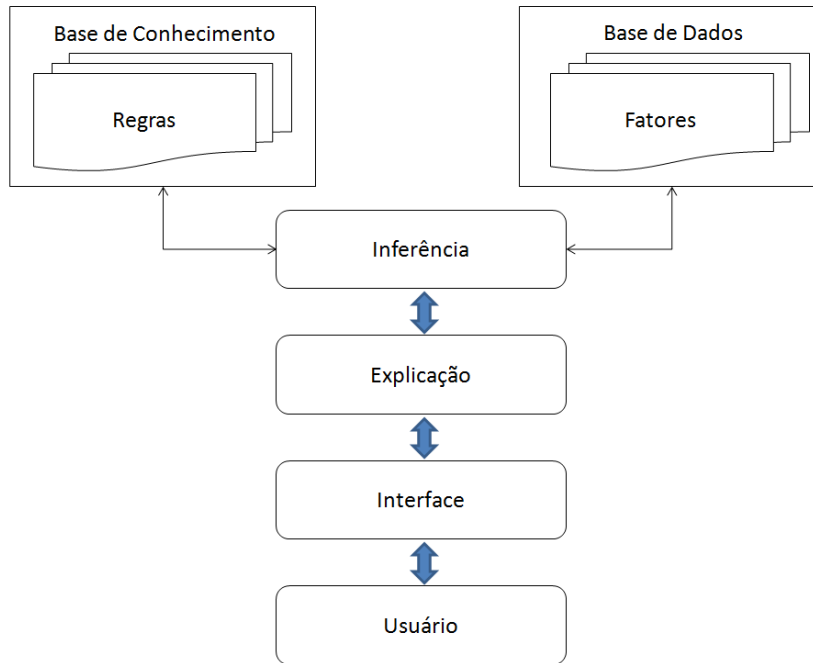 Base de Conhecimento
Regras
Base de Dados
Fatores
Inferência
Explicação
Interface
Usuário